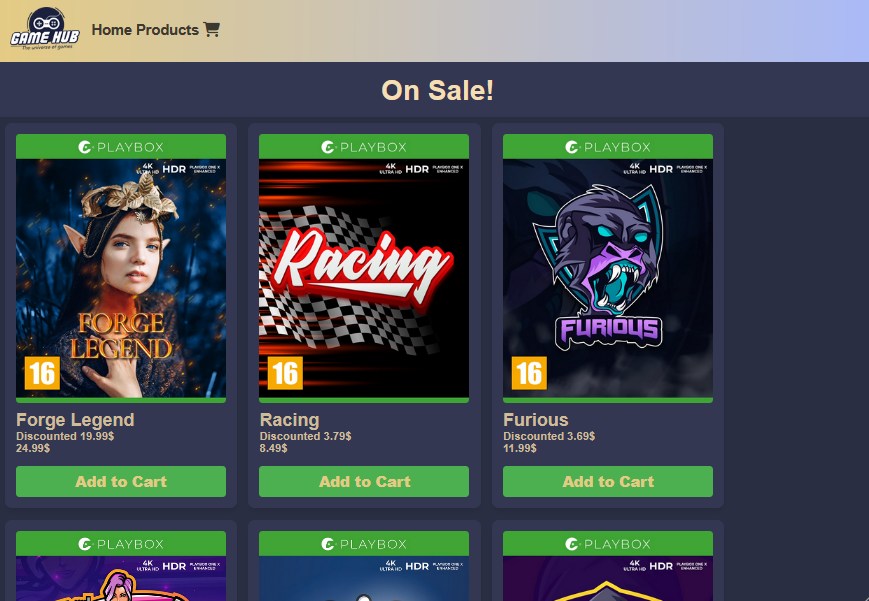 GAME HUB
The universe of games
Home Products
On Sale!
PLAYBOX
4K
ULTRA HD
HDR
PLAYBOX ONE X
ENHANCED
FORGE
LEGEND
16
Forge Legend
Discounted 19.99$
24.99$
Add to Cart
PLAYBOX
4K
ULTRA HD
HDR
PLAYBOX ONE X
ENHANCED
Racing
16
Racing
Discounted 3.79$
8.49$
Add to Cart
PLAYBOX
4K
ULTRA HD
HDR
PLAYBOX ONE X
ENHANCED
FURIOUS
16
Furious
Discounted 3.69$
11.99$
Add to Cart
PLAYBOX
4K
ULTRA HD
HDR
PLAYBOX ONE X
ENHANCED
PLAYBOX
4K
ULTRA HD
HDR
PLAYBOX ONE X
ENHANCED
PLAYBOX
4K
ULTRA HD
HDR
PLAYBOX ONE X
ENHANCED